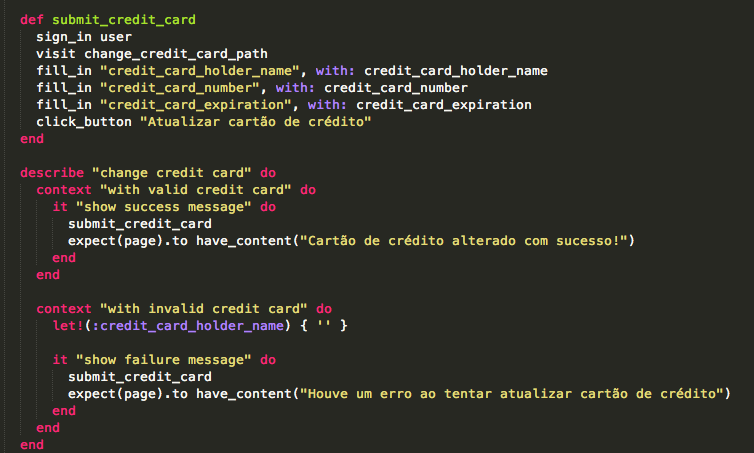 def submit_credit_card
  sign_in user
  visit change_credit_card_path
  fill_in "credit_card_holder_name", with: credit_card_holder_name
  fill_in "credit_card_number", with: credit_card_number
  fill_in "credit_card_expiration", with: credit_card_expiration
  click_button "Atualizar cartão de crédito"
end

describe "change credit card" do
  context "with valid credit card" do
    it "show success message" do
      submit_credit_card
      expect(page).to have_content("Cartão de crédito alterado com sucesso!")
    end
  end

  context "with invalid credit card" do
    let!(:credit_card_holder_name) { '' }

    it "show failure message" do
      submit_credit_card
      expect(page).to have_content("Houve um erro ao tentar atualizar cartão de crédito")
    end
  end
end